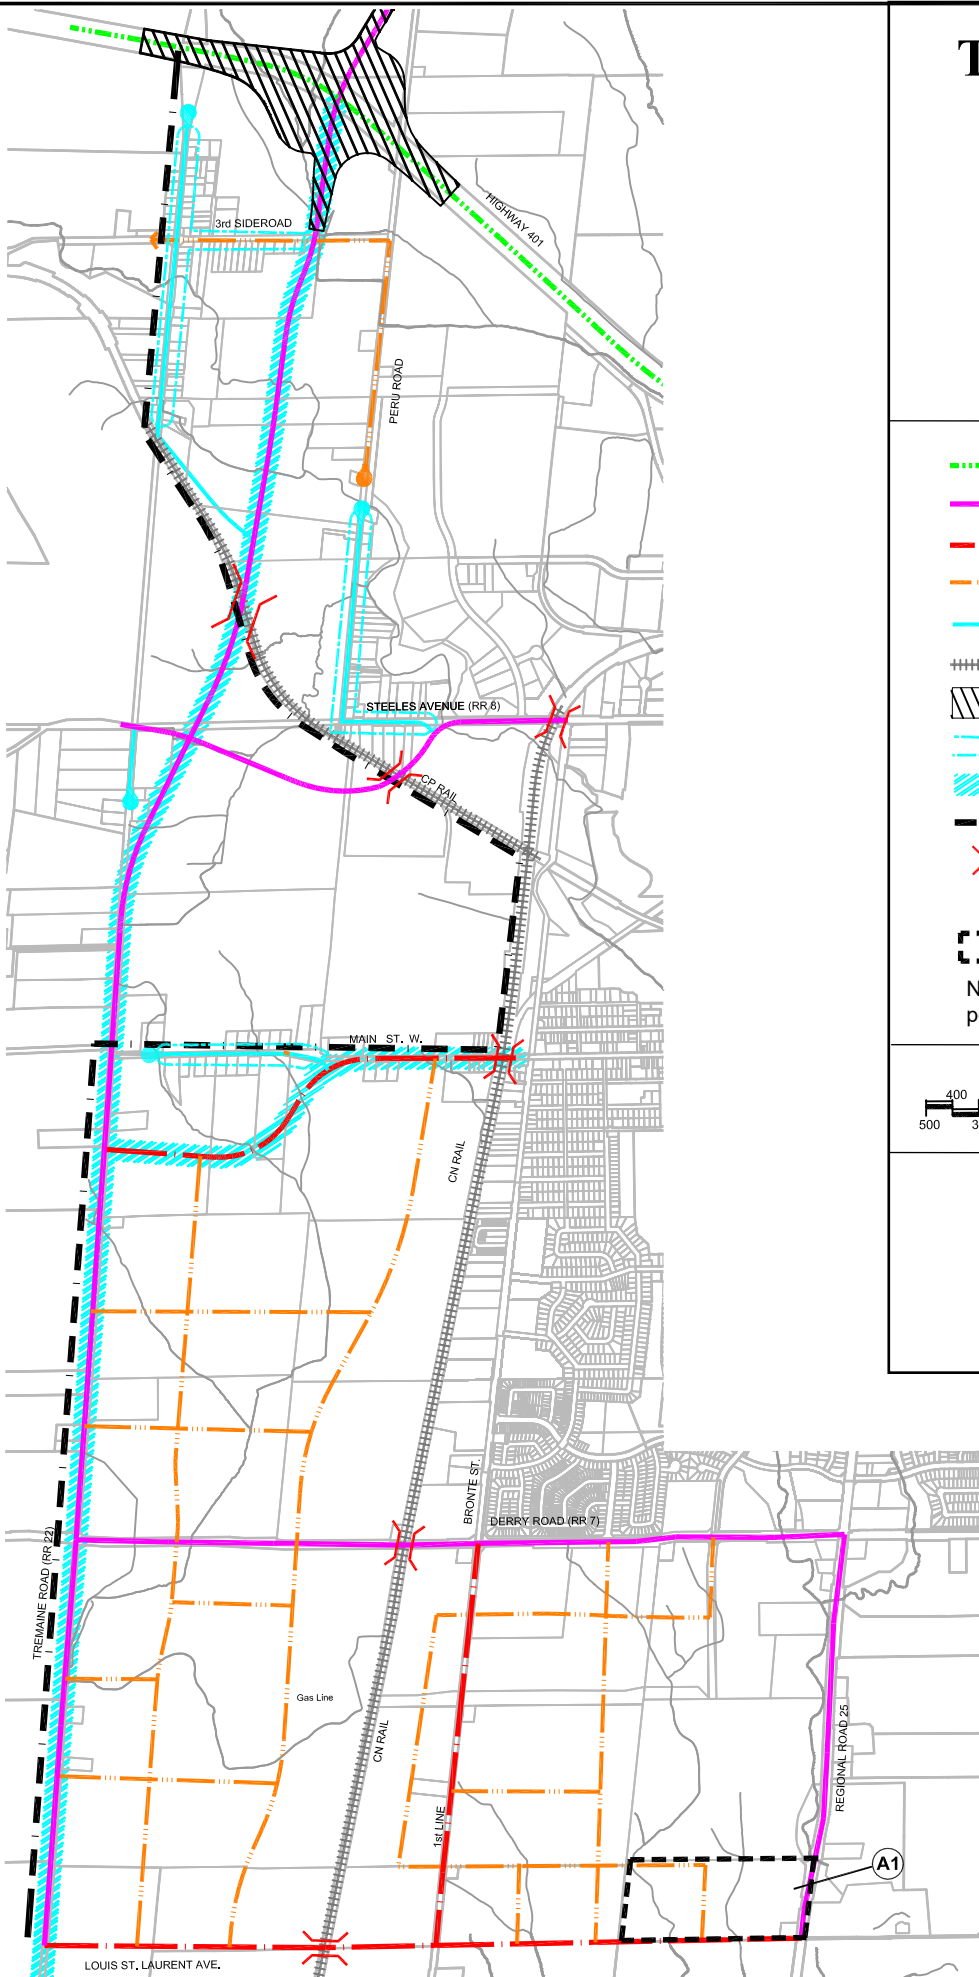 T
HIGHWAY 401
3rd SIDEROAD
PERU ROAD
STEELES AVENUE (RR 8)
CP RAIL
N
p
MAIN ST. W.
400
500
3
CN RAIL
BRONTE ST.
DERRY ROAD (RR 7)
TREMAINE ROAD (RR 22)
Gas Line
CN RAIL
REGIONAL ROAD 25
1st LINE
A1
LOUIS ST. LAURENT AVE.